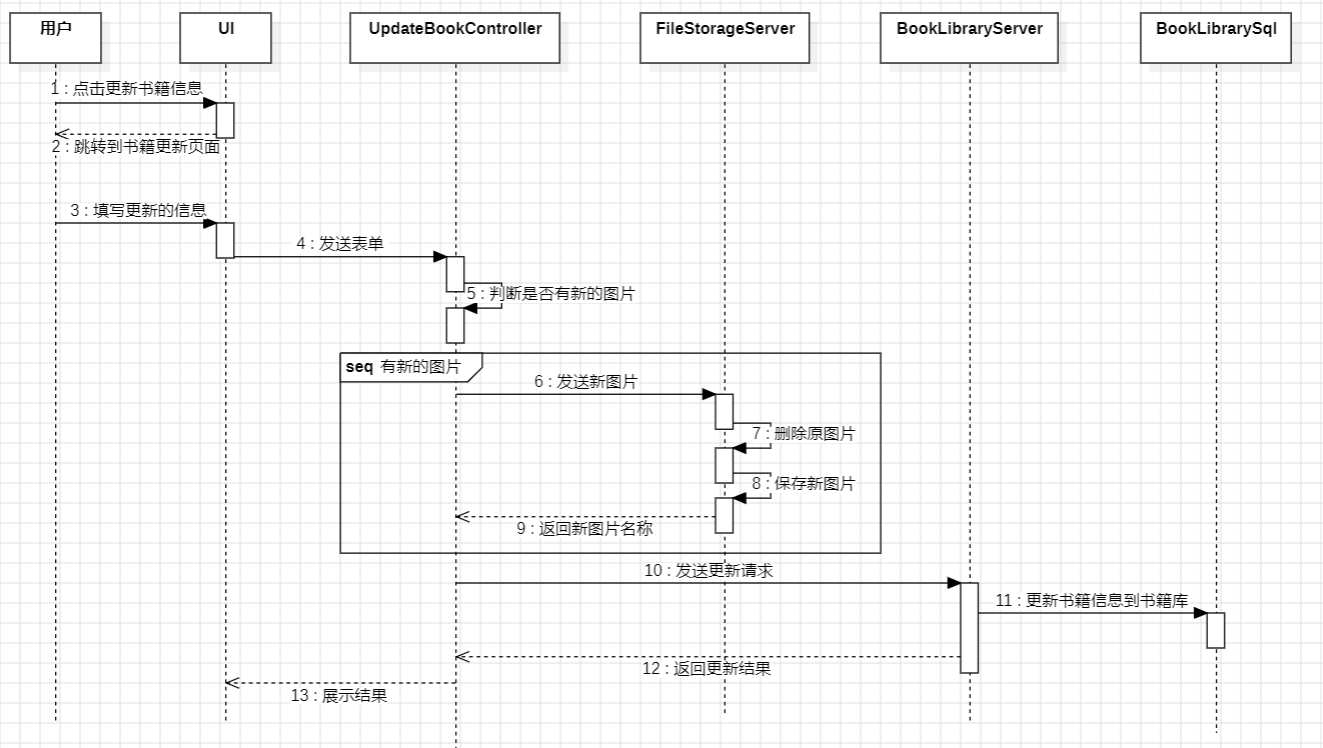 用户
UI
UpdateBookController
FileStorageServer
BookLibraryServer
BookLibrarySql
1 : 点击更新书籍信息
2 : 跳转到书籍更新页面
3 : 填写更新的信息
4 : 发送表单
5 : 判断是否有新的图片
seq 有新的图片
6 : 发送新图片
7 : 删除原图片
8 : 保存新图片
9 : 返回新图片名称
10 : 发送更新请求
11 : 更新书籍信息到书籍库
12 : 返回更新结果
13 : 展示结果